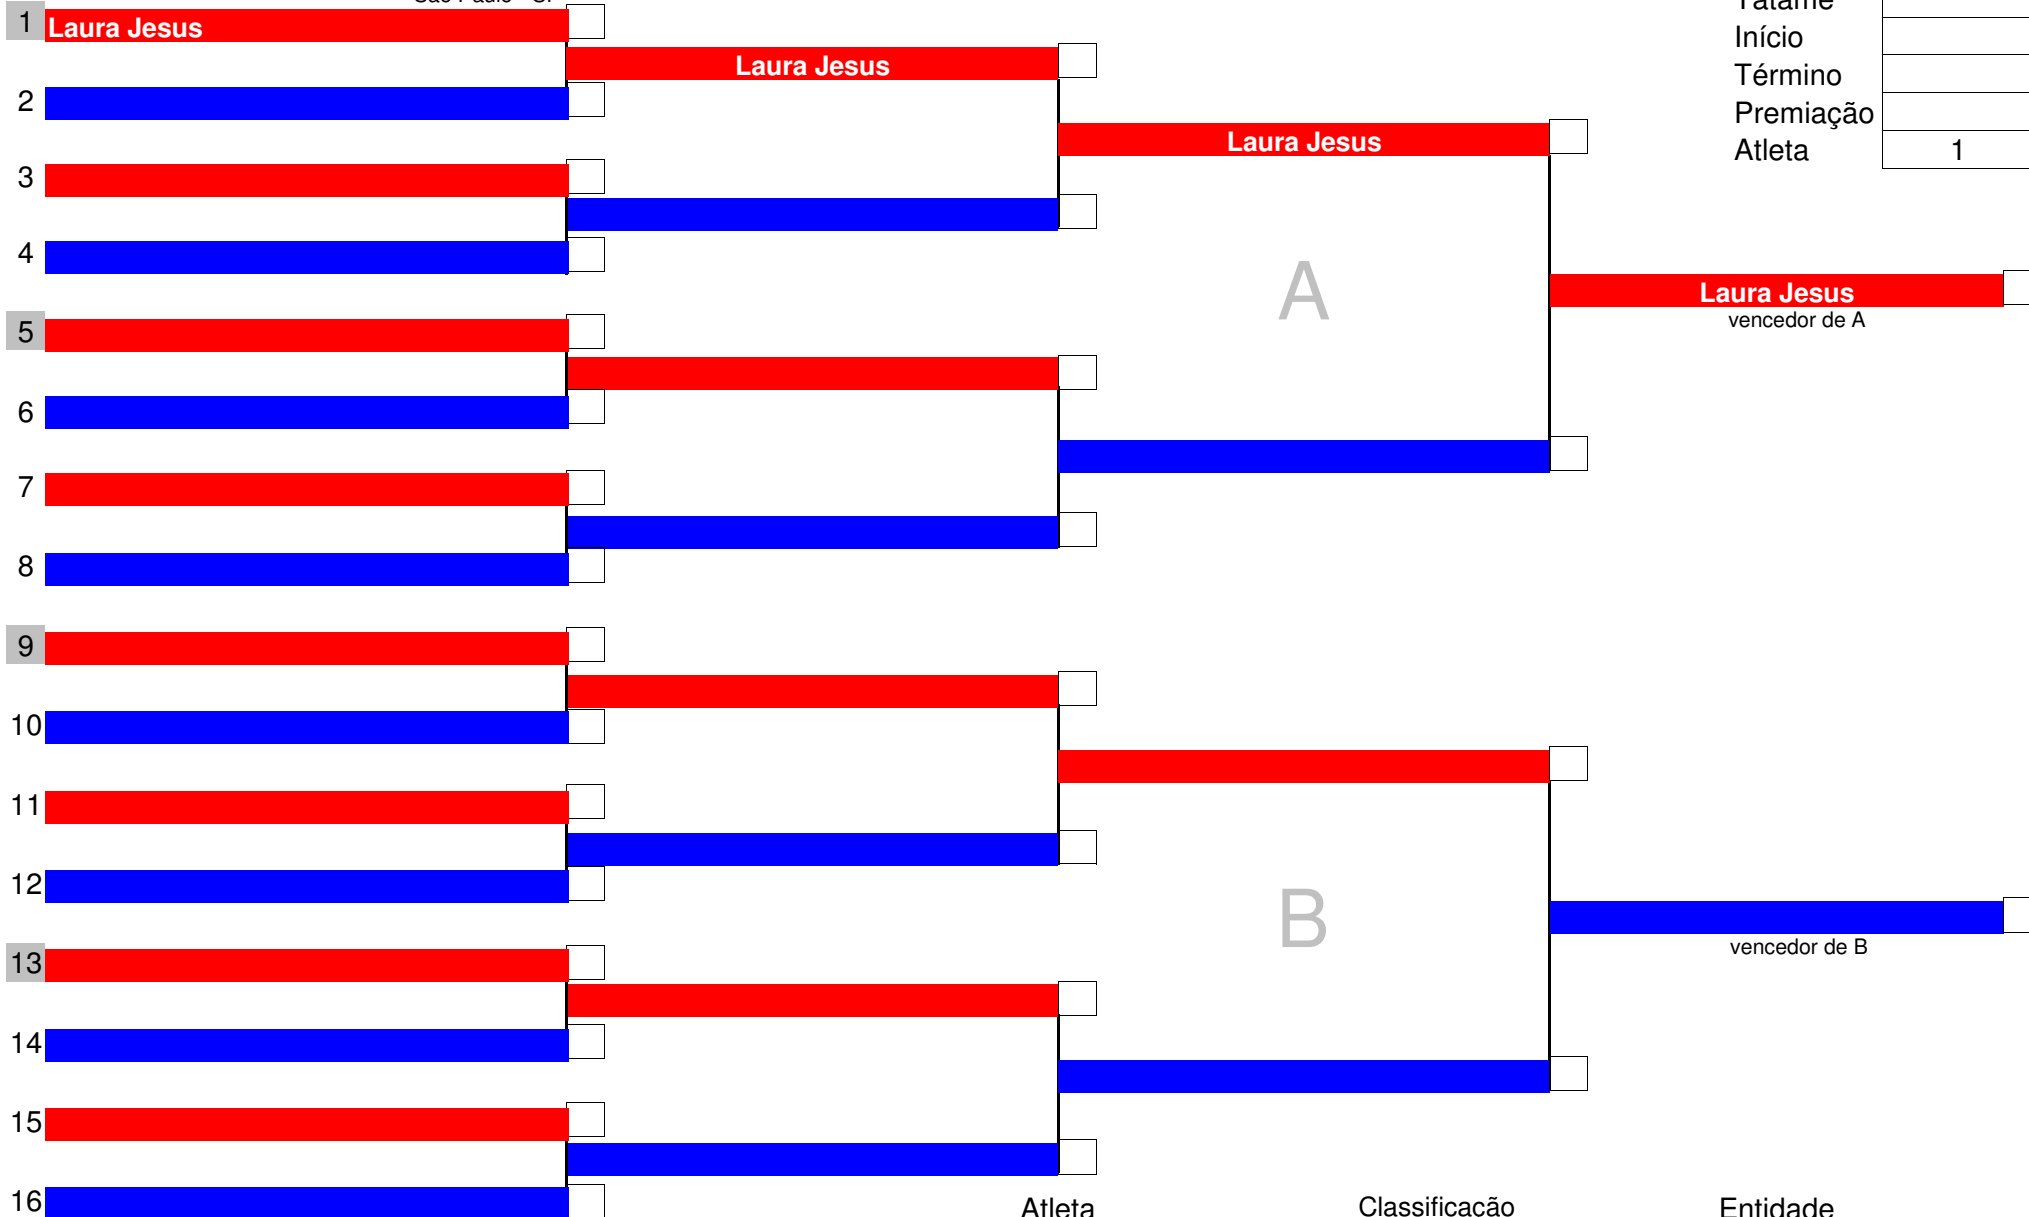 1 Laura Jesus
Laura Jesus
Início
2
Término
Premiação
Laura Jesus
Atleta 1
3
4
A
Laura Jesus
vencedor de A
5
6
7
8
9
10
11
12
B
vencedor de B
13
14
15
16
Atleta Classificação Entidade